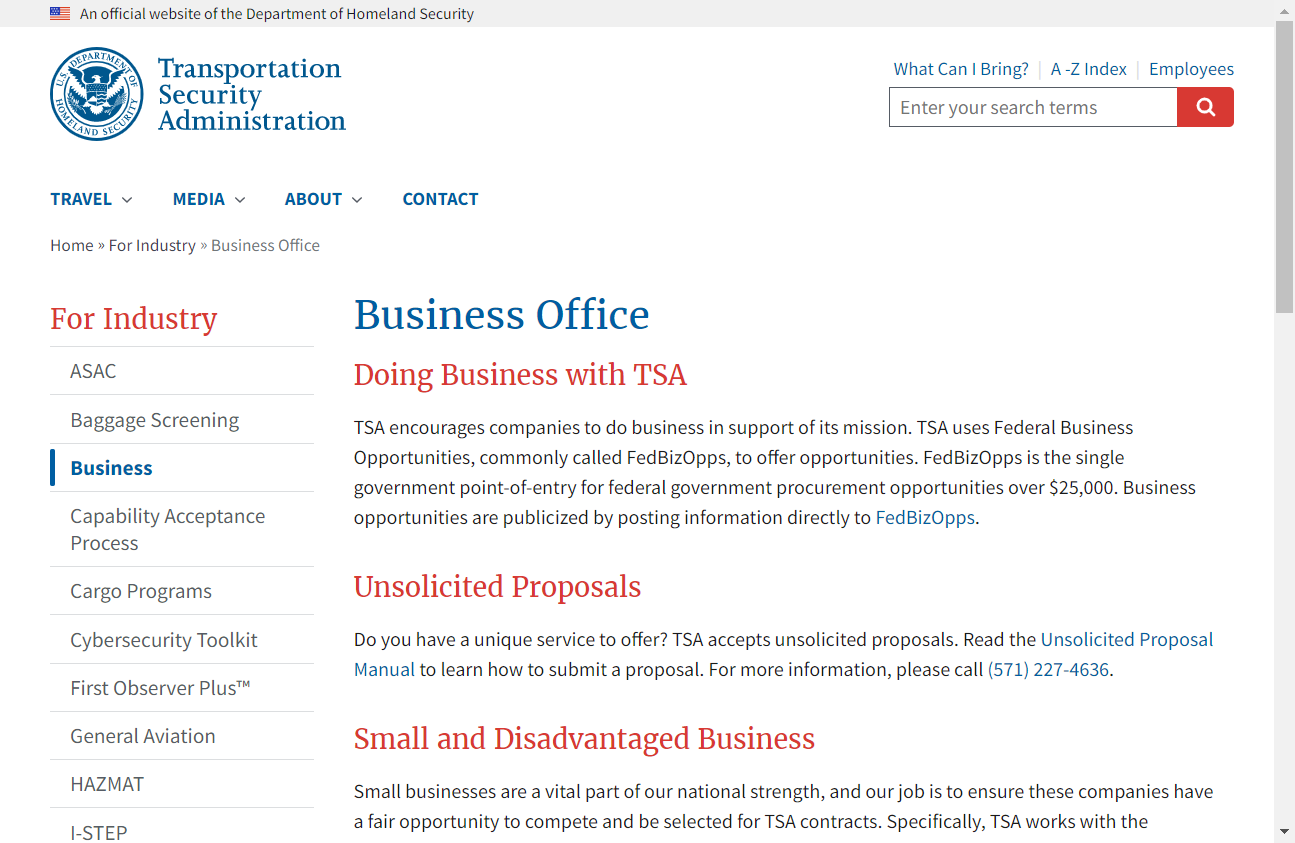 An official website of the Department of Homeland Security
U.S. DEPARTMENT OF HOMELAND SECURITY
Transportation
Security
Administration
What Can I Bring? A -Z Index Employees
Enter your search terms
TRAVEL MEDIA ABOUT CONTACT
Home » For Industry » Business Office
For Industry
ASAC
Baggage Screening
Business
Capability Acceptance
Process
Cargo Programs
Cybersecurity Toolkit
First Observer Plus™
General Aviation
HAZMAT
I-STEP
Business Office
Doing Business with TSA
TSA encourages companies to do business in support of its mission. TSA uses Federal Business
Opportunities, commonly called FedBizOpps, to offer opportunities. FedBizOpps is the single
government point-of-entry for federal government procurement opportunities over $25,000. Business
opportunities are publicized by posting information directly to FedBizOpps.
Unsolicited Proposals
Do you have a unique service to offer? TSA accepts unsolicited proposals. Read the Unsolicited Proposal
Manual to learn how to submit a proposal. For more information, please call (571) 227-4636.
Small and Disadvantaged Business
Small businesses are a vital part of our national strength, and our job is to ensure these companies have
a fair opportunity to compete and be selected for TSA contracts. Specifically, TSA works with the